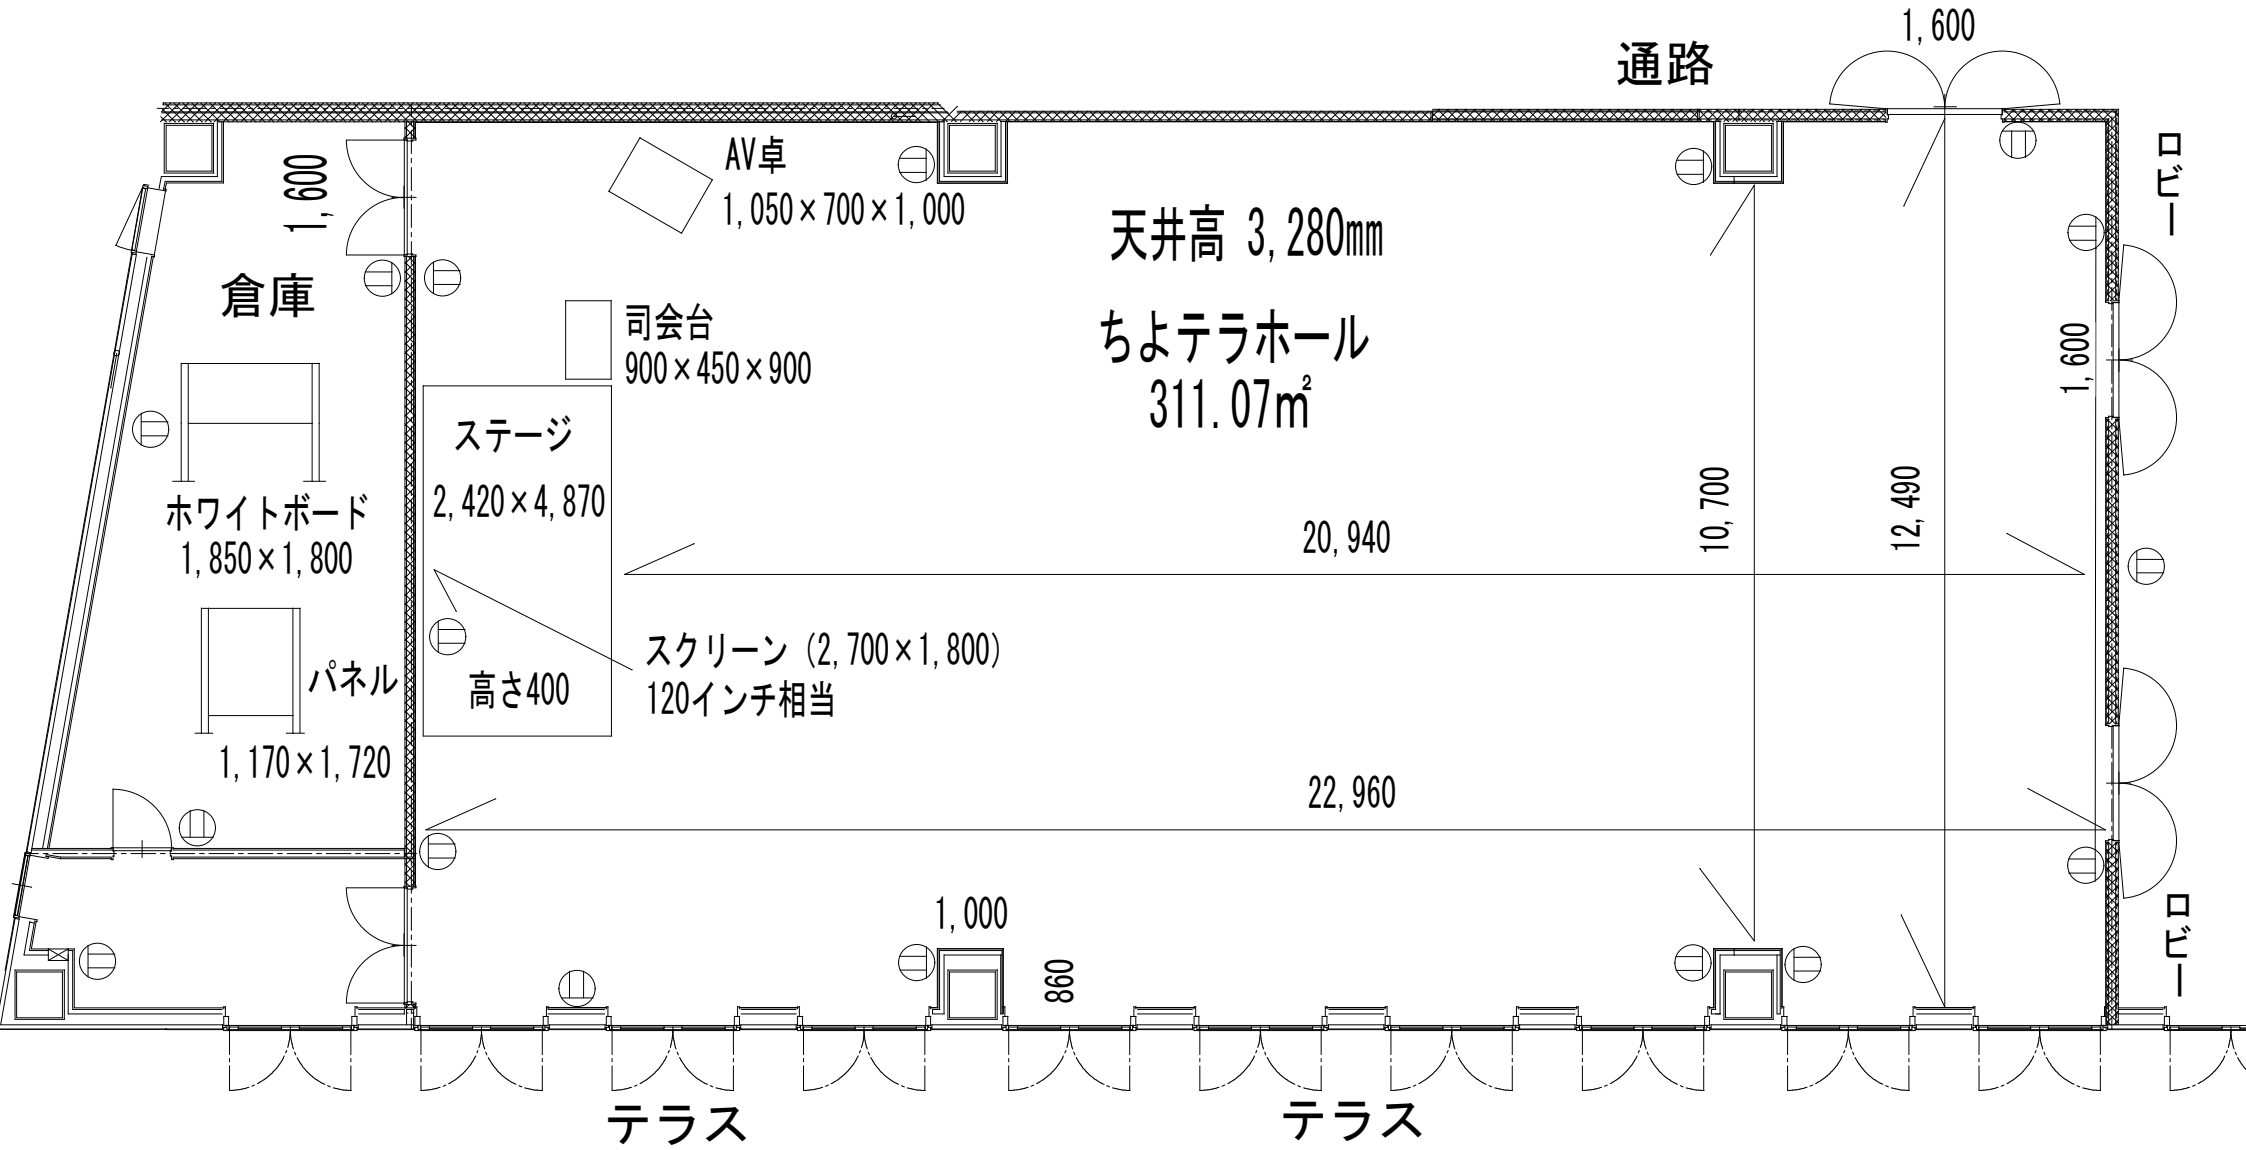 1,600
通路
ロビー
AV卓
1,050×700×1,000
1,600
天井高 3,280㎜
倉庫
司会台
900×450×900
ちよテラホール
311.07㎡
1,600
ステージ
2,420×4,870
ホワイトボード
1,850×1,800
20,940
10,700
12,490
スクリーン（2,700×1,800）
120インチ相当
パネル
高さ400
1,170×1,720
22,960
1,000
860
ロビー
テラス
テラス